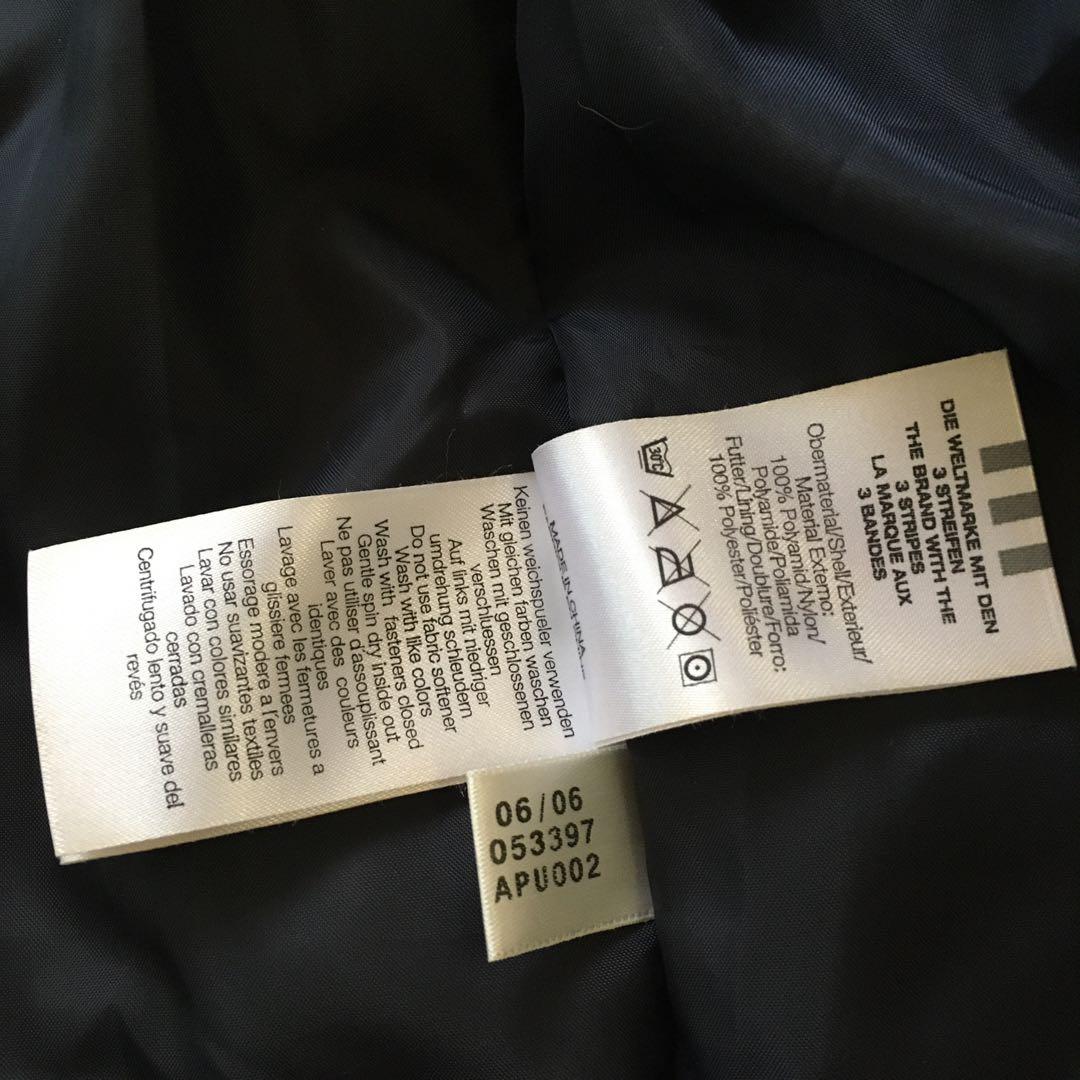 DIE WELTMARKE MIT DEN
3 STREIFEN
THE BRAND WITH THE
3 STRIPES
LA MARQUE AUX
3 BANDES
Obermaterial/Shell/Exterieur/
Material Externo:
100% Polyamid/Nylon/
Polyamide/Poliamida
Futter/Lining/Doublure/Forro:
100% Polyester/Poliéster
30°C
MADE IN CHINA
Keinen weichspueler verwenden
Mit gleichen farben waschen
Waschen mit geschlossenen
verschluessen
Auf links mit niedriger
umdrehung schleudern
Do not use fabric softener
Wash with like colors
Wash with fasteners closed
Gentle spin dry inside out
Ne pas utiliser d'assouplissant
Laver avec des couleurs
identiques
Lavage avec les fermetures a
glissiere fermees
Essorage modere a l'envers
No usar suavizantes textiles
Lavar con colores similares
Lavado con cremalleras
cerradas
Centrifugado lento y suave del
revés
06/06
053397
APU002